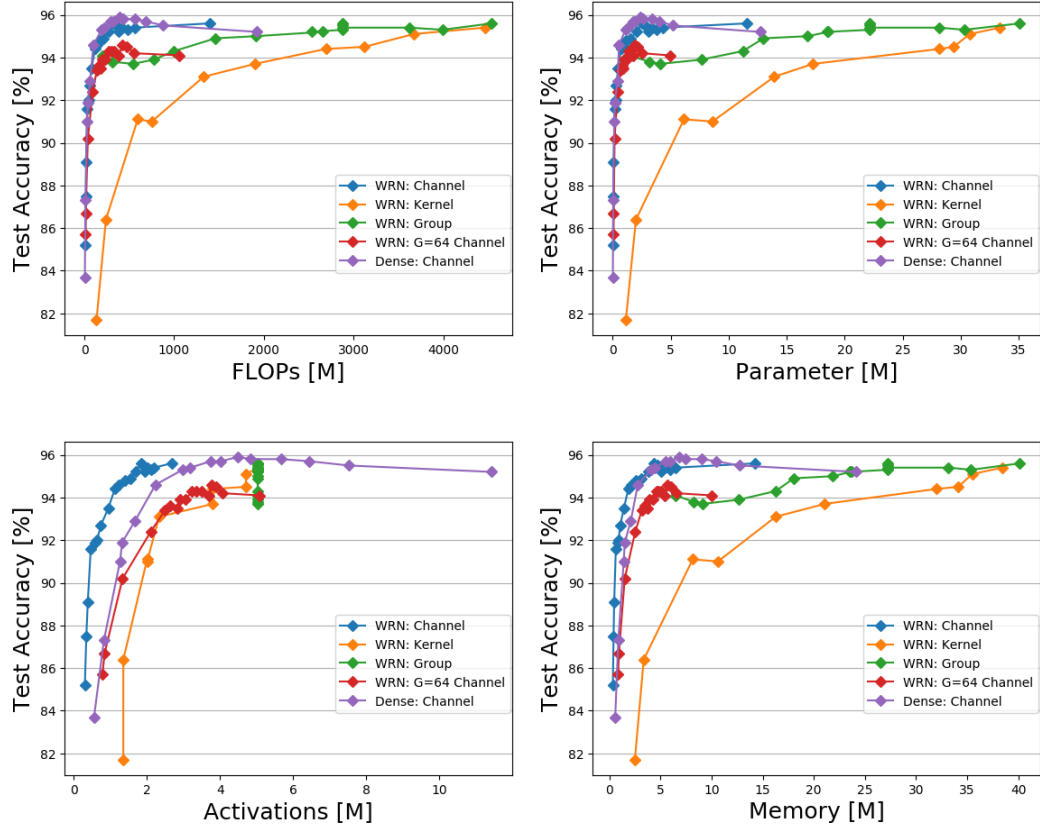 96
94
92
90
88
86
84
82
Test Accuracy [%]
WRN: Channel
WRN: Kernel
WRN: Group
WRN: G=64 Channel
Dense: Channel
0 1000 2000 3000 4000
FLOPs [M]
96
94
92
90
88
86
84
82
Test Accuracy [%]
WRN: Channel
WRN: Kernel
WRN: Group
WRN: G=64 Channel
Dense: Channel
0 5 10 15 20 25 30 35
Parameter [M]
96
94
92
90
88
86
84
82
Test Accuracy [%]
WRN: Channel
WRN: Kernel
WRN: Group
WRN: G=64 Channel
Dense: Channel
0 2 4 6 8 10
Activations [M]
96
94
92
90
88
86
84
82
Test Accuracy [%]
WRN: Channel
WRN: Kernel
WRN: Group
WRN: G=64 Channel
Dense: Channel
0 5 10 15 20 25 30 35 40
Memory [M]